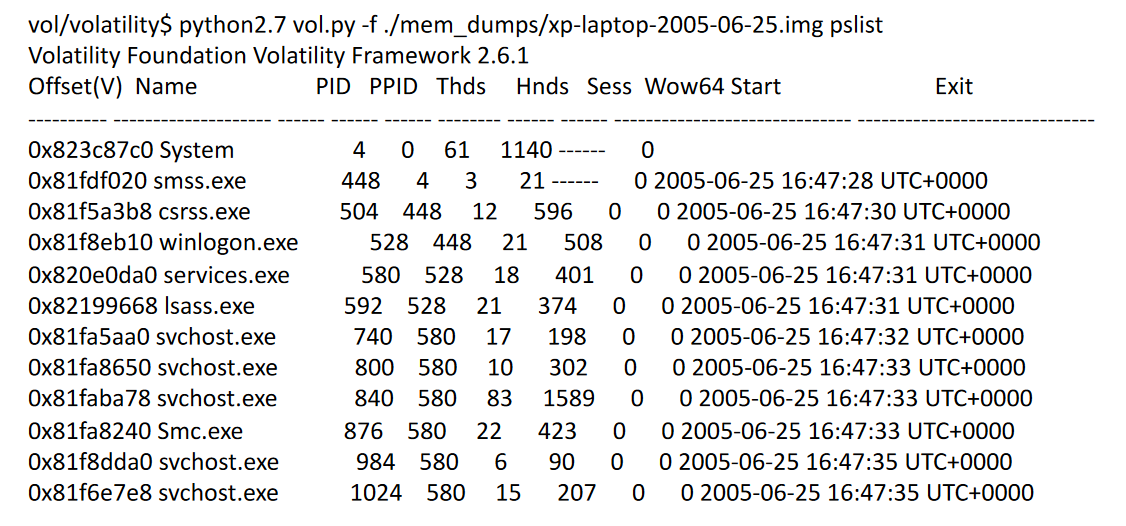 vol/volatility$ python2.7 vol.py -f ./mem_dumps/xp-laptop-2005-06-25.img pslist
Volatility Foundation Volatility Framework 2.6.1
Offset(V) Name PID PPID Thds Hnds Sess Wow64 Start Exit
---------- -------------------- ------ ------ ------ -------- ------ ------ ------------------------------ ------------------------------
0x823c87c0 System 4 0 61 1140 ------ 0
0x81fdf020 smss.exe 448 4 3 21 ------ 0 2005-06-25 16:47:28 UTC+0000
0x81f5a3b8 csrss.exe 504 448 12 596 0 0 2005-06-25 16:47:30 UTC+0000
0x81f8eb10 winlogon.exe 528 448 21 508 0 0 2005-06-25 16:47:31 UTC+0000
0x820e0da0 services.exe 580 528 18 401 0 0 2005-06-25 16:47:31 UTC+0000
0x82199668 lsass.exe 592 528 21 374 0 0 2005-06-25 16:47:31 UTC+0000
0x81fa5aa0 svchost.exe 740 580 17 198 0 0 2005-06-25 16:47:32 UTC+0000
0x81fa8650 svchost.exe 800 580 10 302 0 0 2005-06-25 16:47:33 UTC+0000
0x81faba78 svchost.exe 840 580 83 1589 0 0 2005-06-25 16:47:33 UTC+0000
0x81fa8240 Smc.exe 876 580 22 423 0 0 2005-06-25 16:47:33 UTC+0000
0x81f8dda0 svchost.exe 984 580 6 90 0 0 2005-06-25 16:47:35 UTC+0000
0x81f6e7e8 svchost.exe 1024 580 15 207 0 0 2005-06-25 16:47:35 UTC+0000